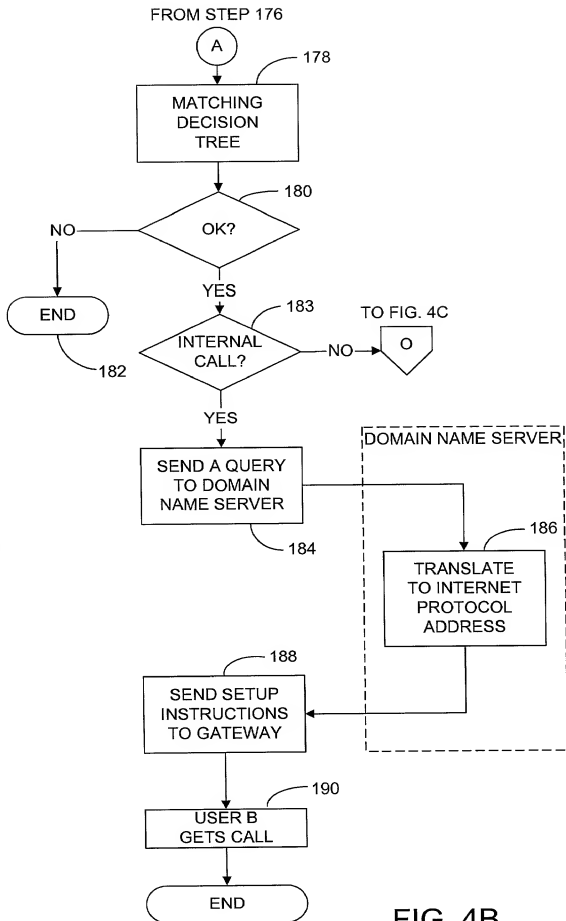 FROM STEP 176
A
178
MATCHING
DECISION
TREE
180
OK?
NO
YES
END
182
183
INTERNAL
CALL?
NO
TO FIG. 4C
O
YES
DOMAIN NAME SERVER
SEND A QUERY
TO DOMAIN
NAME SERVER
184
186
TRANSLATE
TO INTERNET
PROTOCOL
ADDRESS
188
SEND SETUP
INSTRUCTIONS
TO GATEWAY
190
USER B
GETS CALL
END
FIG. 4B